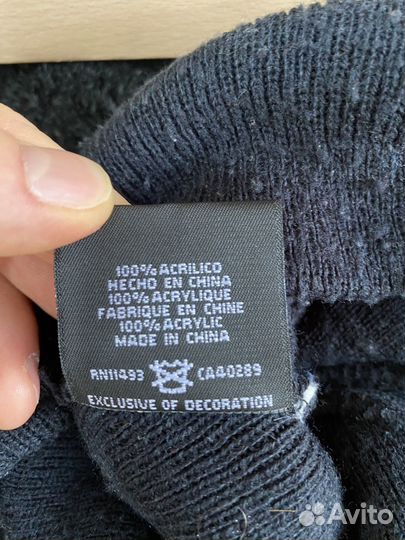 100% ACRILICO
HECHO EN CHINA
100% ACRYLIQUE
FABRIQUE EN CHINE
100% ACRYLIC
MADE IN CHINA
RN11493 CA40289
EXCLUSIVE OF DECORATION
Avito